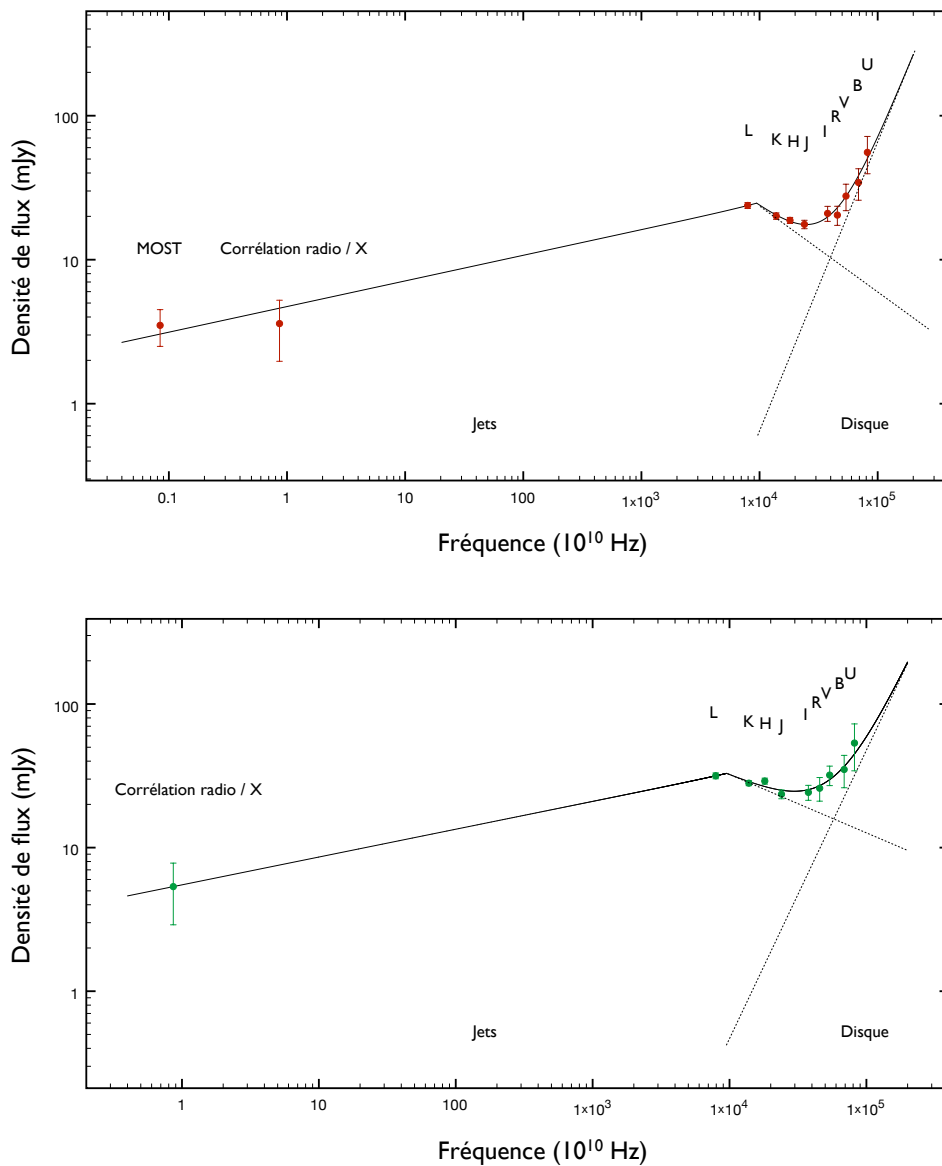 Densité de flux (mJy)
100
10
1
U
B
V
R
I
L
K H J
MOST
Corrélation radio / X
Jets
Disque
0.1
1
10
100
1×10³
1×10⁴
1×10⁵
Fréquence (10¹⁰ Hz)
Densité de flux (mJy)
100
10
1
U
B
V
R
I
L
K H J
Corrélation radio / X
Jets
Disque
1
10
100
1×10³
1×10⁴
1×10⁵
Fréquence (10¹⁰ Hz)